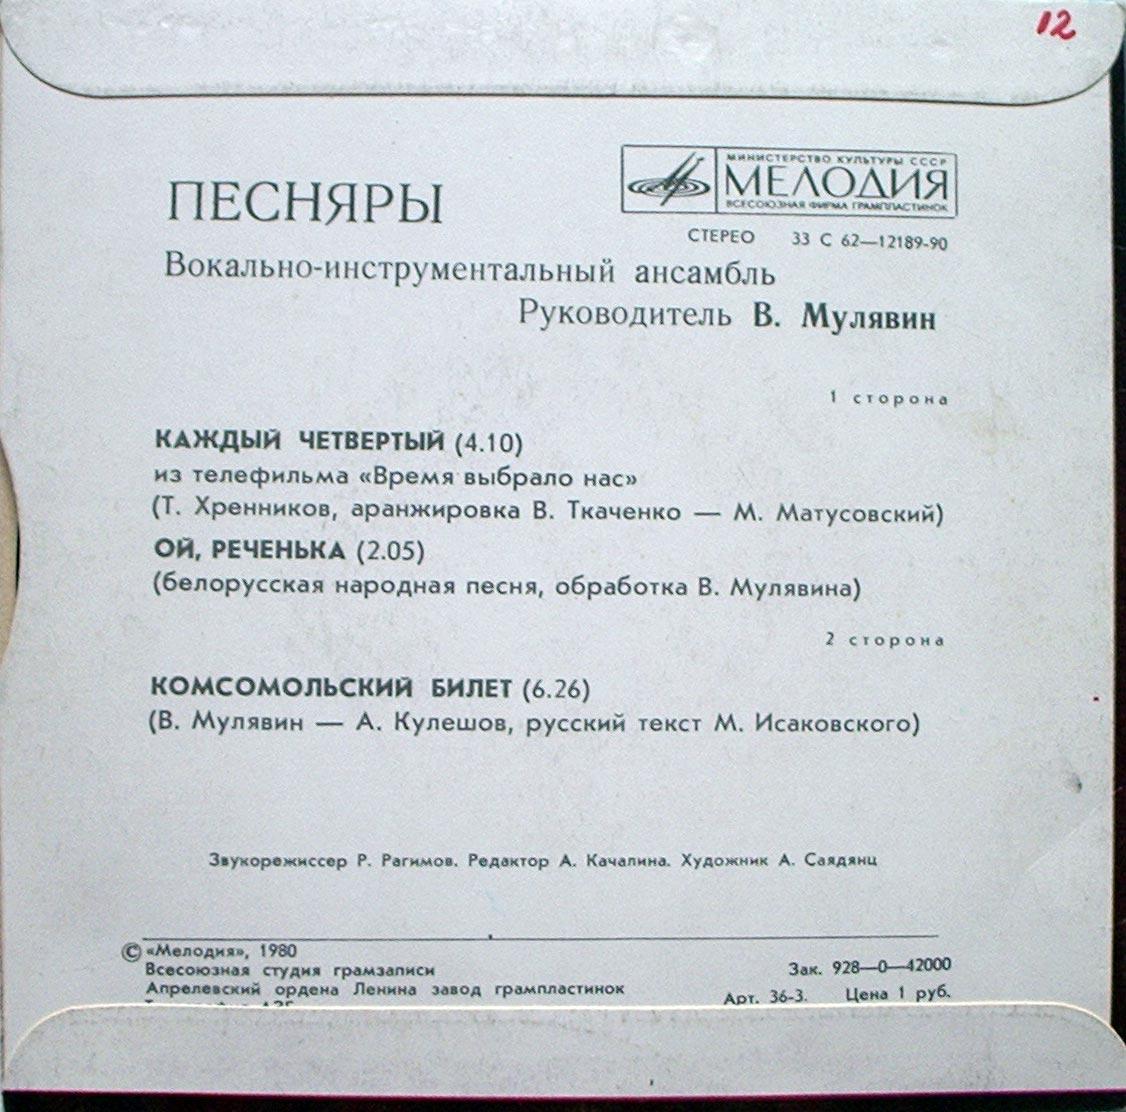 12
МИНИСТЕРСТВО КУЛЬТУРЫ СССР
МЕЛОДИЯ
ВСЕСОЮЗНАЯ ФИРМА ГРАМПЛАСТИНОК
ПЕСНЯРЫ
СТЕРЕО 33 С 62—12189-90
Вокально-инструментальный ансамбль
Руководитель В. Мулявин
1 сторона
КАЖДЫЙ ЧЕТВЕРТЫЙ (4.10)
из телефильма «Время выбрало нас»
(Т. Хренников, аранжировка В. Ткаченко — М. Матусовский)
ОЙ, РЕЧЕНЬКА (2.05)
(белорусская народная песня, обработка В. Мулявина)
2 сторона
КОМСОМОЛЬСКИЙ БИЛЕТ (6.26)
(В. Мулявин — А. Кулешов, русский текст М. Исаковского)
Звукорежиссер Р. Рагимов. Редактор А. Качалина. Художник А. Саядянц
© «Мелодия», 1980
Всесоюзная студия грамзаписи
Зак. 928—0—42000
Апрелевский ордена Ленина завод грампластинок
Арт. 36-3. Цена 1 руб.